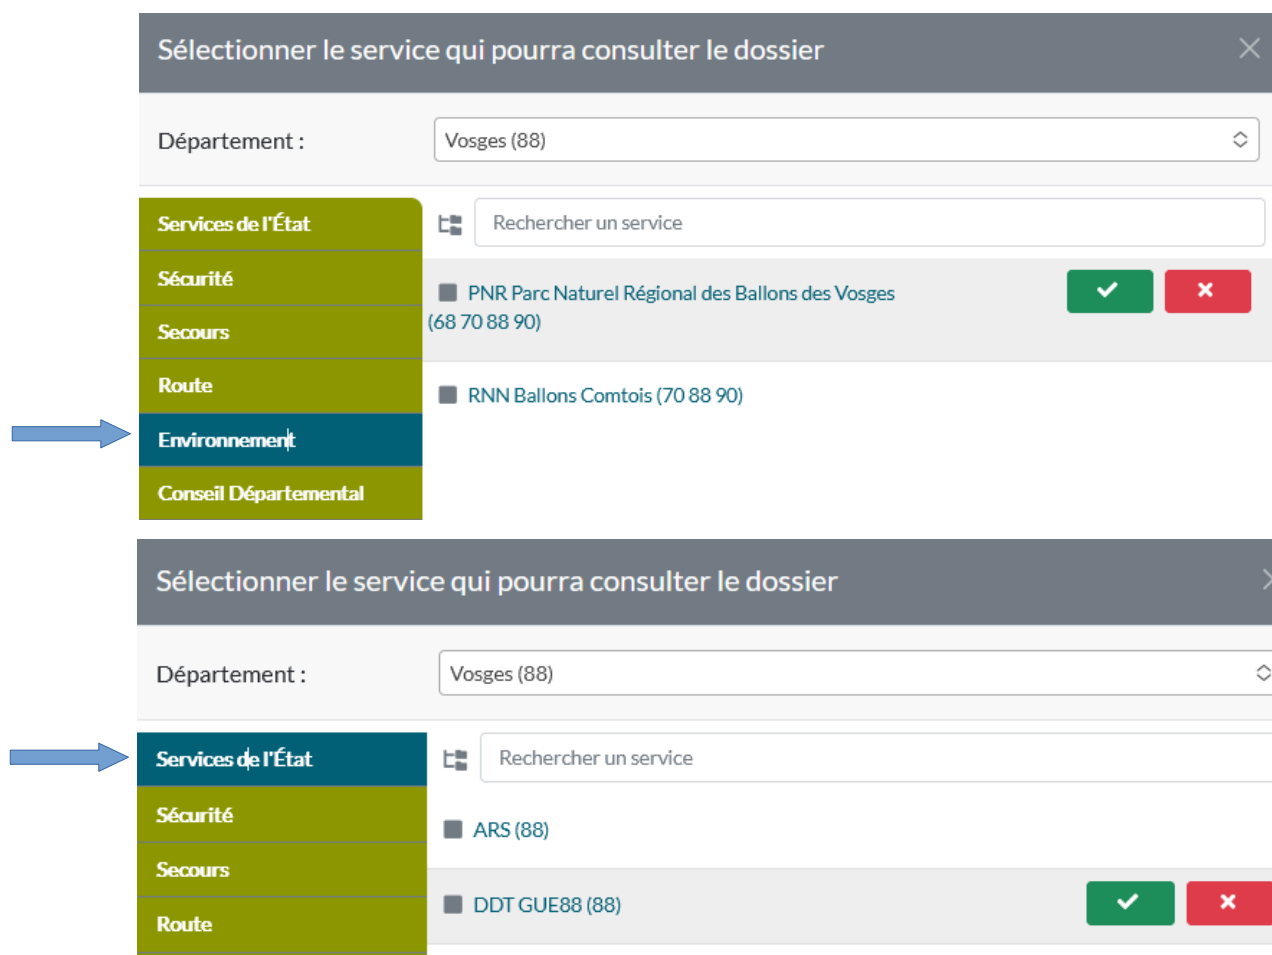 Sélectionner le service qui pourra consulter le dossier
Département :
Vosges (88)
Services de l'État
Rechercher un service
Sécurité
PNR Parc Naturel Régional des Ballons des Vosges
(68 70 88 90)
Secours
Route
RNN Ballons Comtois (70 88 90)
Environnement
Conseil Départemental
Sélectionner le service qui pourra consulter le dossier
Département :
Vosges (88)
Services de l'État
Rechercher un service
Sécurité
ARS (88)
Secours
DDT GUE88 (88)
Route